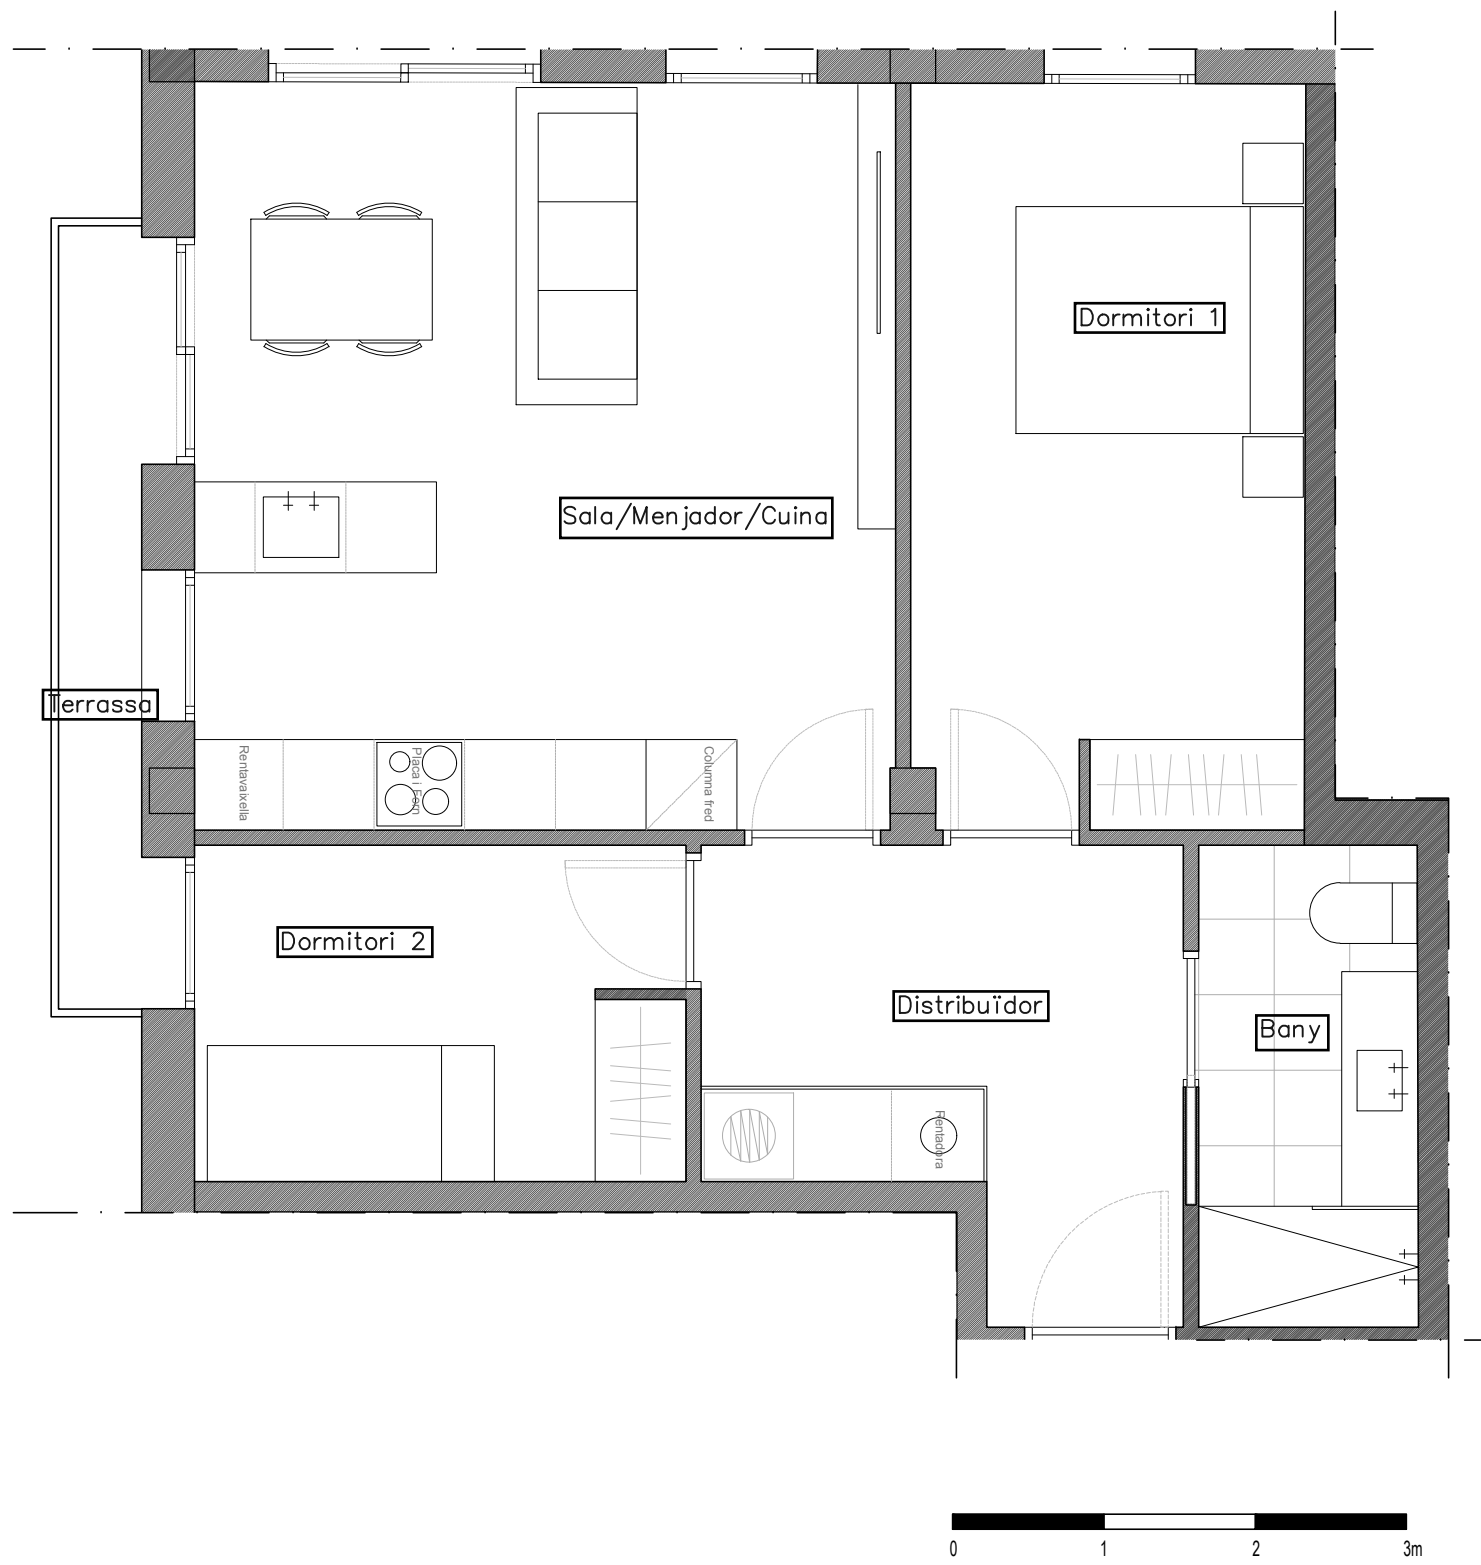 Dormitori 1
Sala/Menjador/Cuina
Terrassa
Rentavaixella
Placa i Forn
Columna fred
Dormitori 2
Distribuïdor
Bany
Rentadora
0 1 2 3m